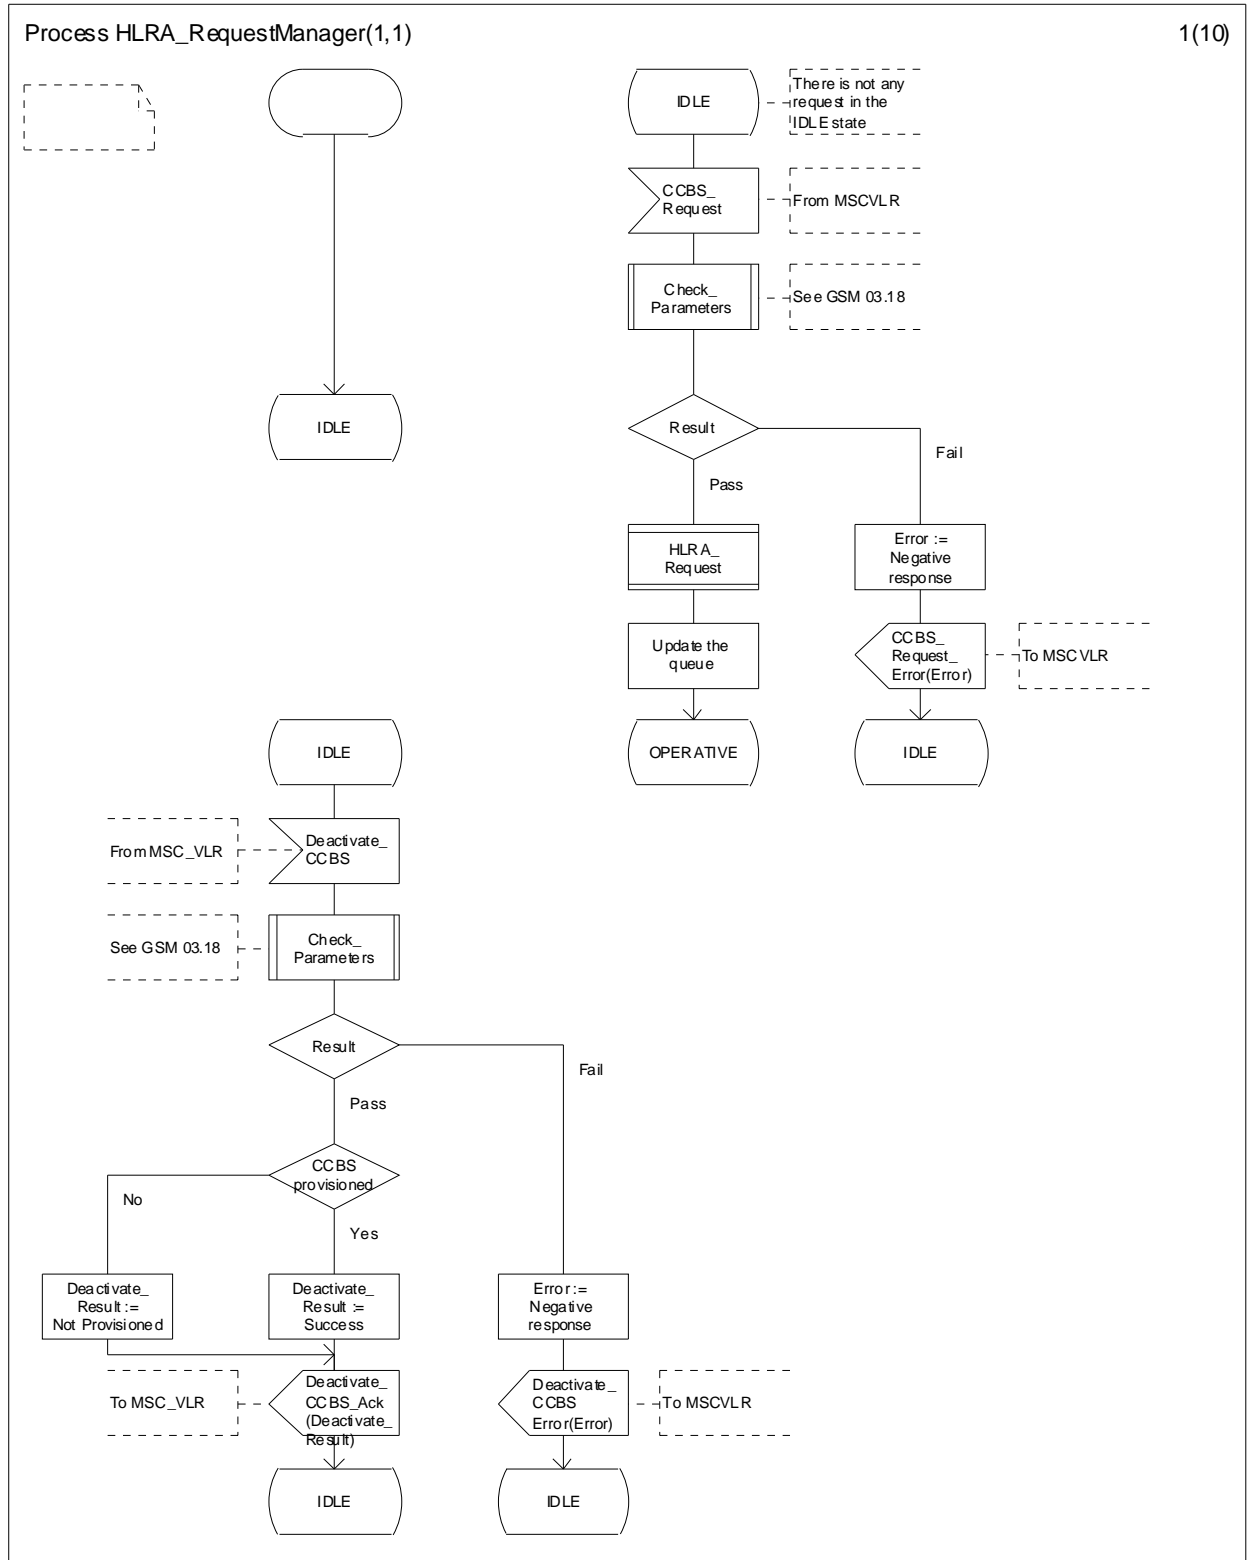 Process HLRA_RequestManager(1,1)
1(10)
IDLE
IDLE
There is not any
request in the
IDLE state
CCBS_
Request
From MSCVLR
Check_
Parameters
See GSM 03.18
Result
Fail
Pass
HLRA_
Request
Error :=
Negative
response
Update the
queue
CCBS_
Request_
Error(Error)
To MSCVLR
OPERATIVE
IDLE
IDLE
From MSC_VLR
Deactivate_
CCBS
See GSM 03.18
Check_
Parameters
Result
Fail
Pass
CCBS
provisioned
No
Yes
Deactivate_
Result :=
Not Provisioned
Deactivate_
Result :=
Success
Error :=
Negative
response
To MSC_VLR
Deactivate_
CCBS_Ack
(Deactivate_
Result)
Deactivate_
CCBS
Error(Error)
To MSCVLR
IDLE
IDLE